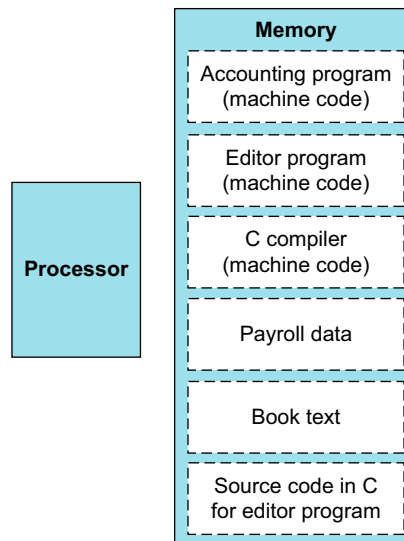 Memory
Accounting program
(machine code)
Editor program
(machine code)
C compiler
(machine code)
Processor
Payroll data
Book text
Source code in C
for editor program